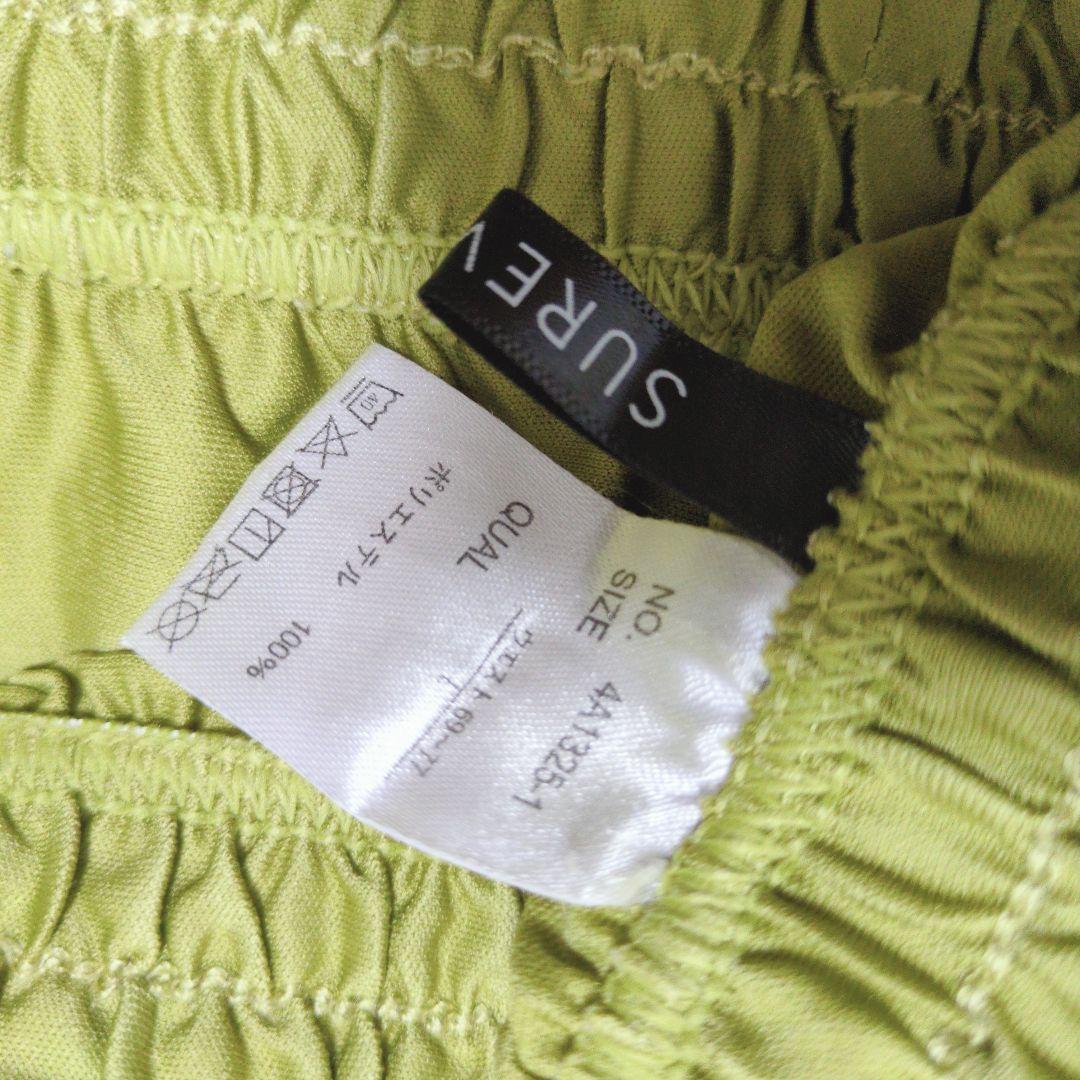 SUREV
NO. 4A1325-1
SIZE
ウエスト69~77
QUAL
ポリエステル 100%
40